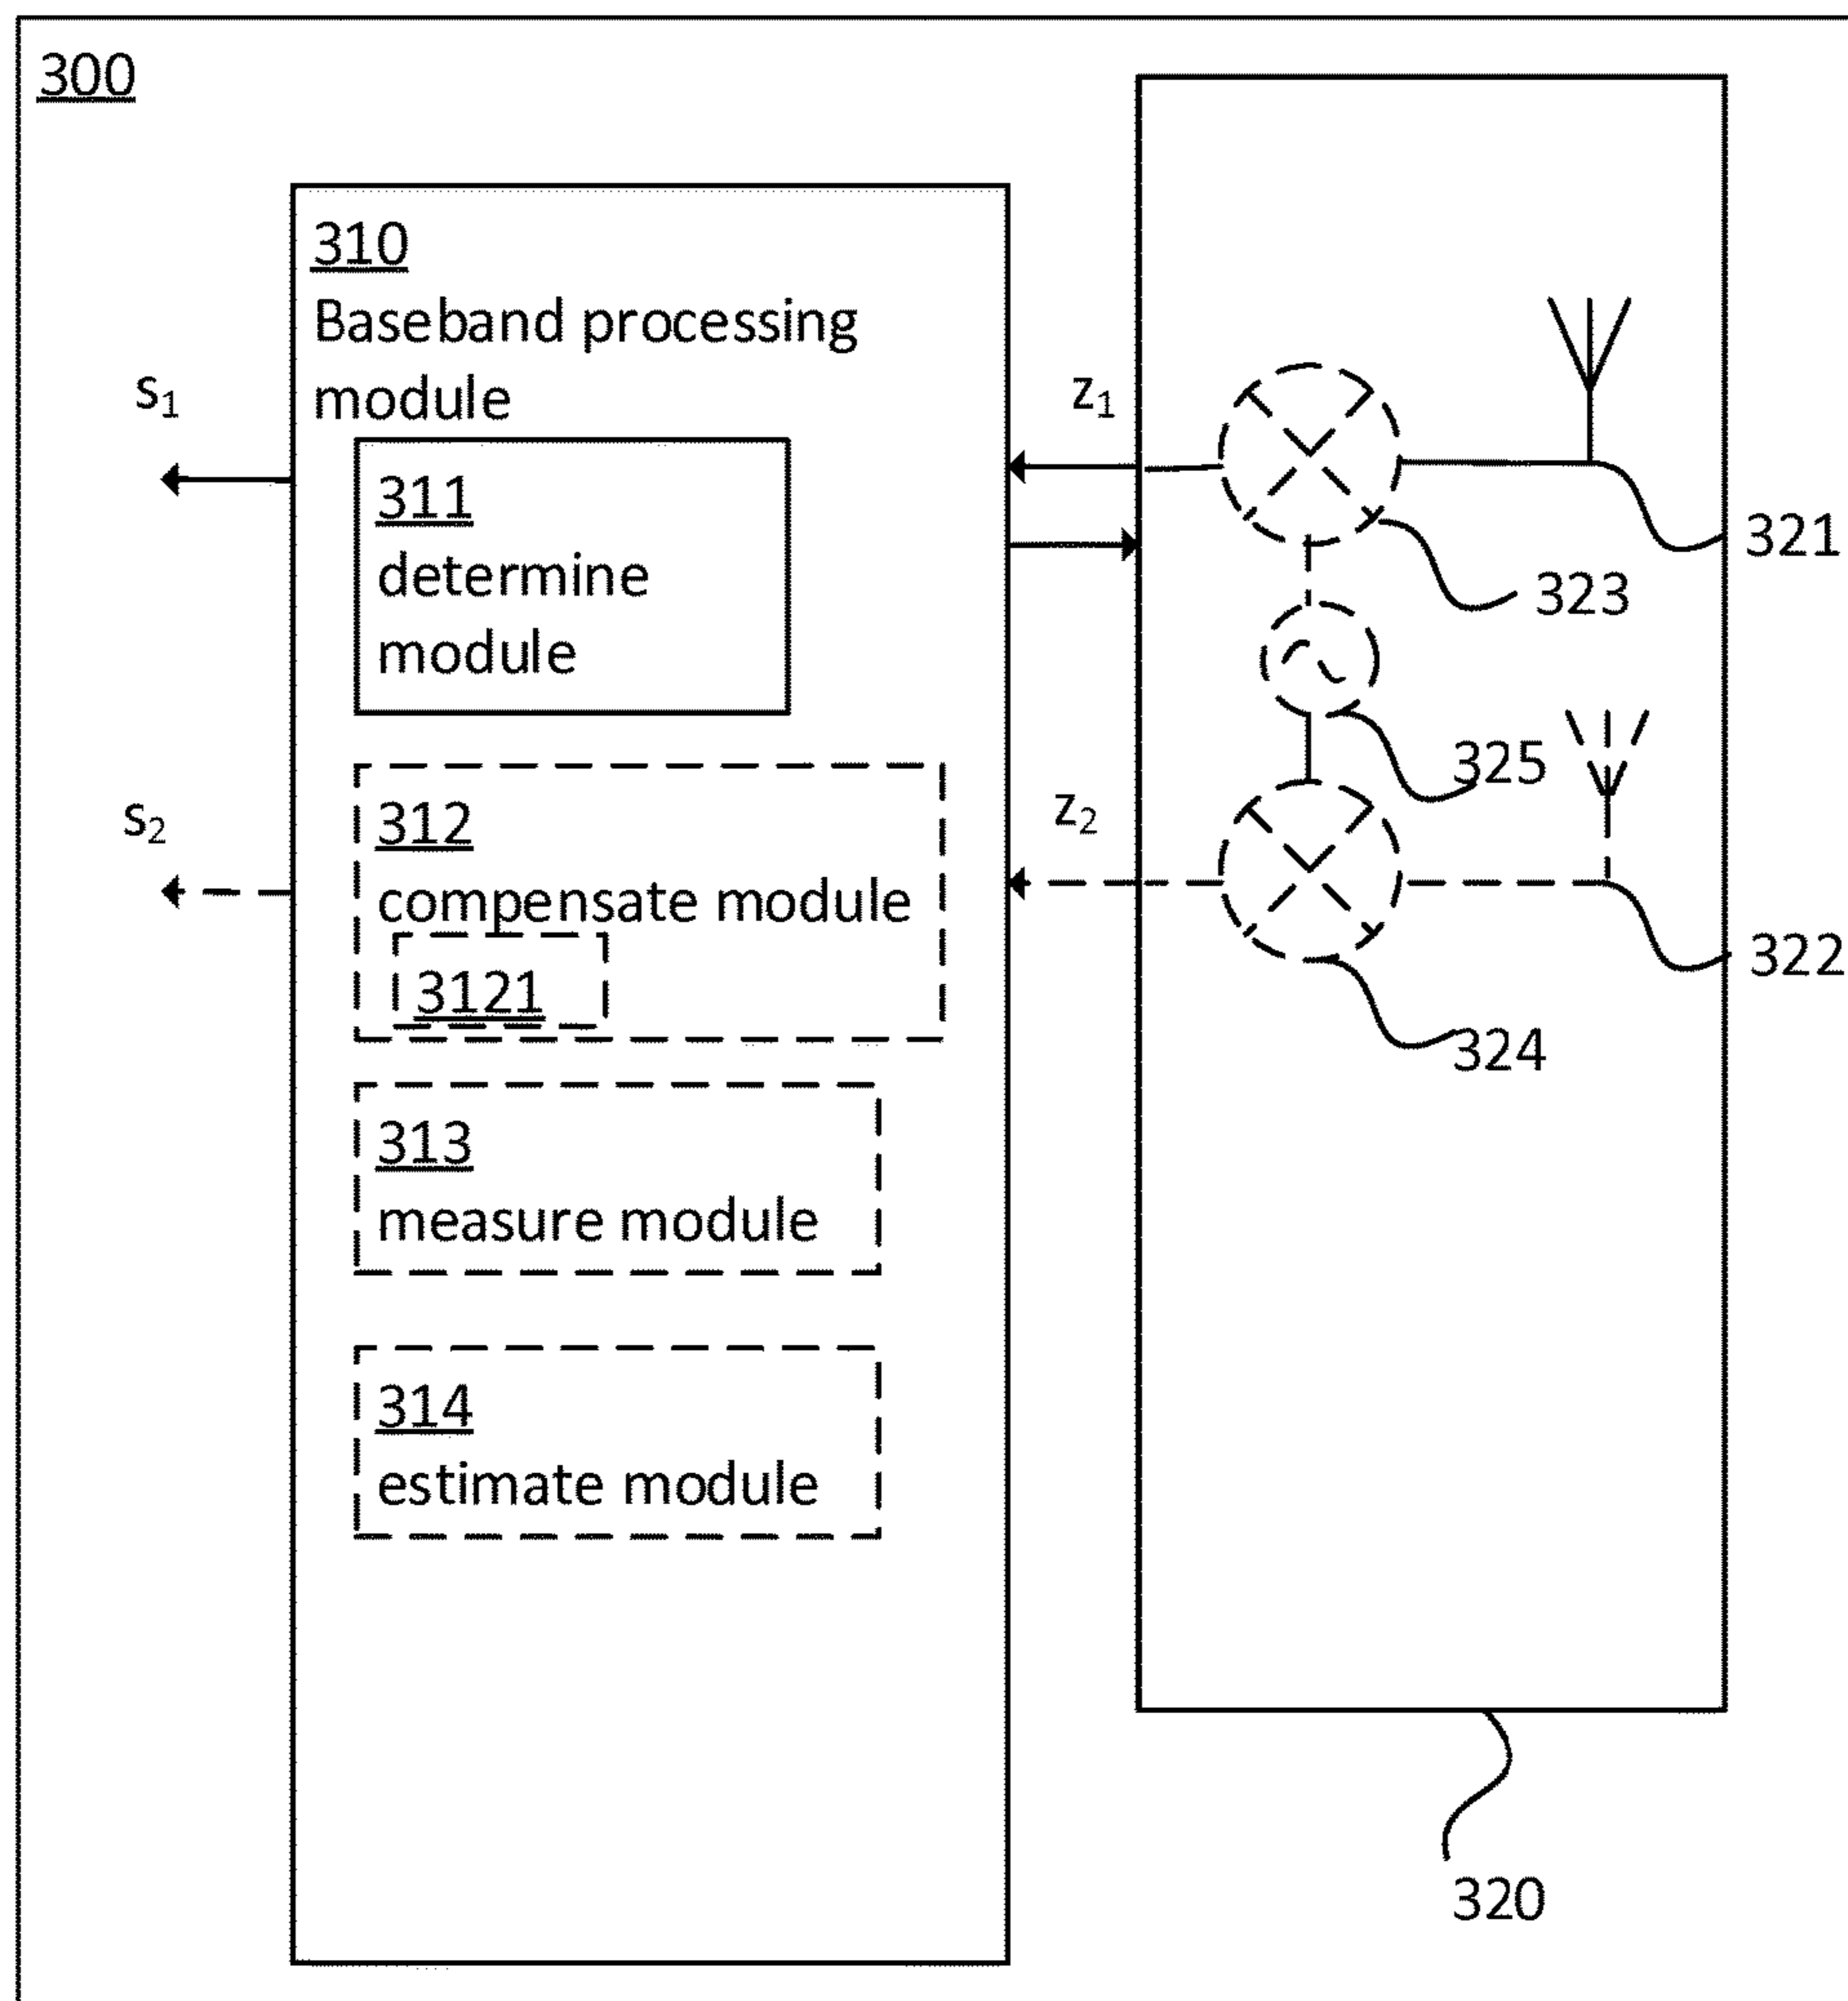 300
310
Baseband processing
module
s₁
z₁
311
determine
module
321
323
325
s₂
z₂
312
compensate module
3121
322
324
313
measure module
314
estimate module
320